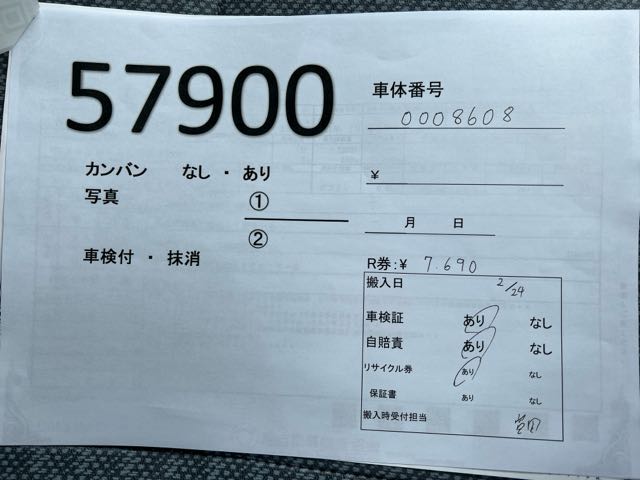 57900
車体番号
0008608
カンバン なし ・ あり
¥
写真 ①
②
月 日
車検付 ・ 抹消
R券:¥ 7.690
搬入日 2/24
車検証 あり なし
自賠責 あり なし
リサイクル券 あり なし
保証書 あり なし
搬入時受付担当